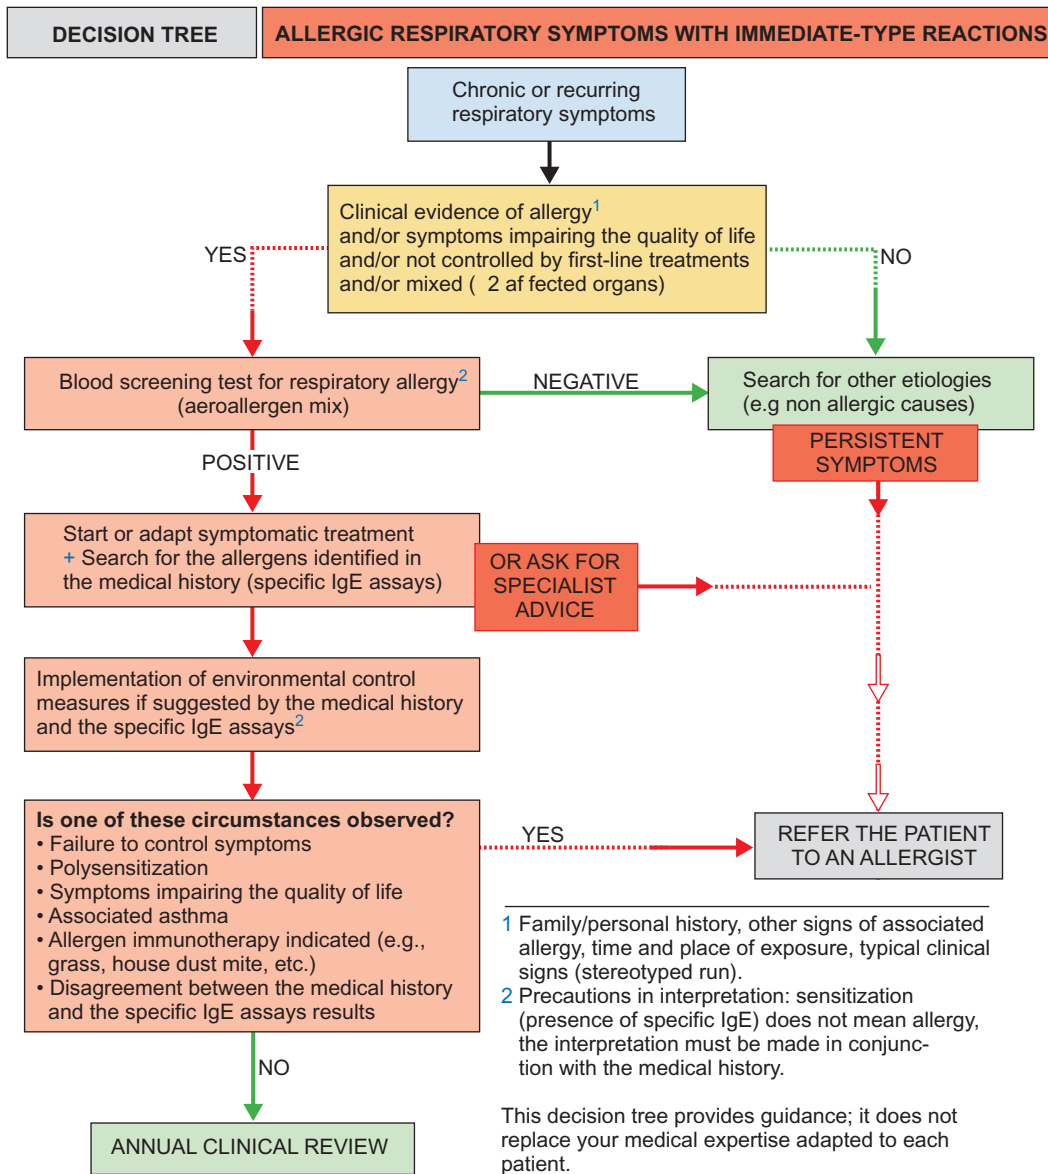 DECISION TREE
ALLERGIC RESPIRATORY SYMPTOMS WITH IMMEDIATE-TYPE REACTIONS
Chronic or recurring
respiratory symptoms
Clinical evidence of allergy1
and/or symptoms impairing the quality of life
and/or not controlled by first-line treatments
and/or mixed ( 2 af fected organs)
YES
NO
Blood screening test for respiratory allergy2
(aeroallergen mix)
NEGATIVE
Search for other etiologies
(e.g non allergic causes)
PERSISTENT
SYMPTOMS
POSITIVE
Start or adapt symptomatic treatment
+ Search for the allergens identified in
the medical history (specific IgE assays)
OR ASK FOR
SPECIALIST
ADVICE
Implementation of environmental control
measures if suggested by the medical history
and the specific IgE assays2
Is one of these circumstances observed?
• Failure to control symptoms
• Polysensitization
• Symptoms impairing the quality of life
• Associated asthma
• Allergen immunotherapy indicated (e.g.,
grass, house dust mite, etc.)
• Disagreement between the medical history
and the specific IgE assays results
YES
REFER THE PATIENT
TO AN ALLERGIST
NO
ANNUAL CLINICAL REVIEW
1 Family/personal history, other signs of associated
allergy, time and place of exposure, typical clinical
signs (stereotyped run).
2 Precautions in interpretation: sensitization
(presence of specific IgE) does not mean allergy,
the interpretation must be made in conjunc-
tion with the medical history.
This decision tree provides guidance; it does not
replace your medical expertise adapted to each
patient.